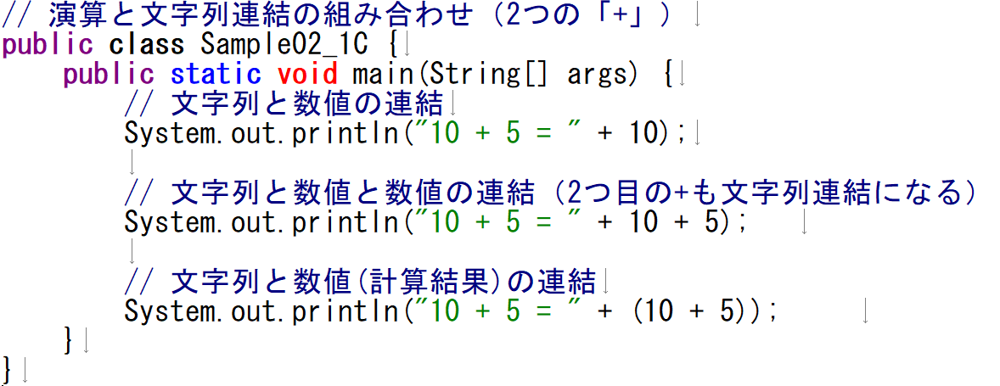 // 演算と文字列連結の組み合わせ（2つの「+」）↓
public class Sample02_1C {↓
    public static void main(String[] args) {↓
        // 文字列と数値の連結↓
        System.out.println("10 + 5 = " + 10);↓
        ↓
        // 文字列と数値と数値の連結（2つ目の+も文字列連結になる）
        System.out.println("10 + 5 = " + 10 + 5);    ↓
        ↓
        // 文字列と数値(計算結果)の連結↓
        System.out.println("10 + 5 = " + (10 + 5));      ↓
    }↓
}↓